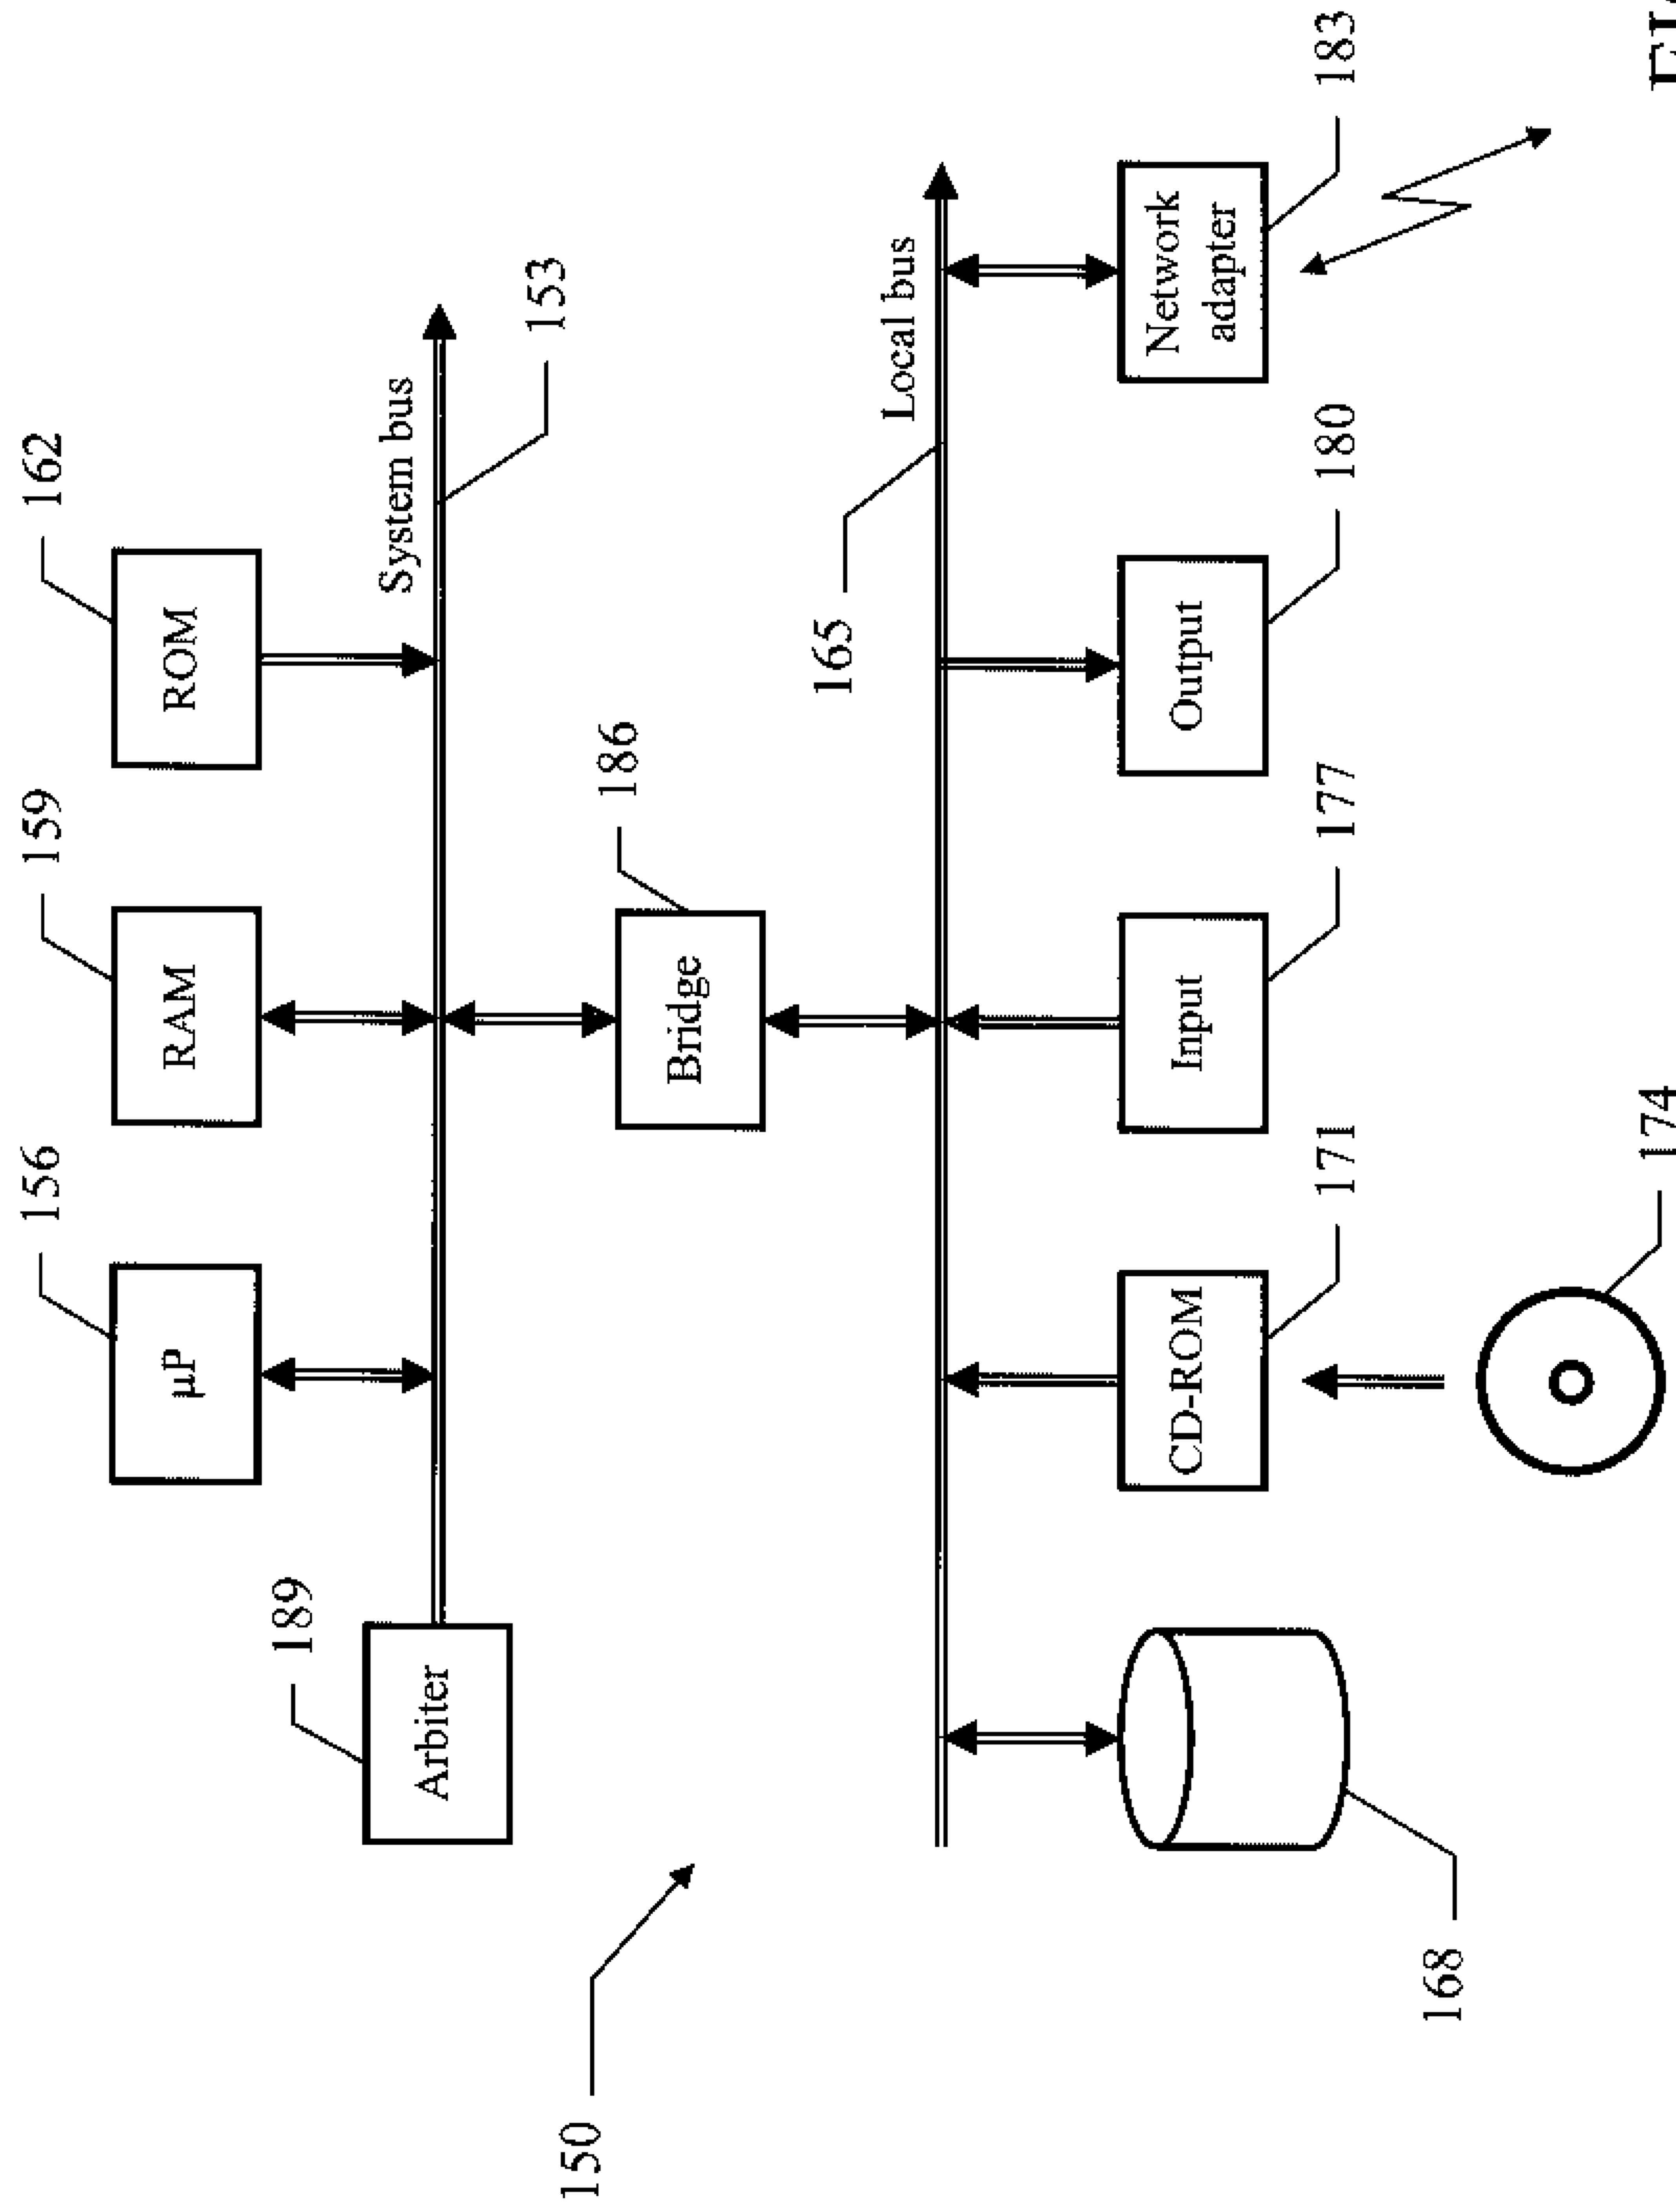 156
159
162
µP
RAM
ROM
189
Arbiter
System bus
153
150
186
Bridge
165
Local bus
CD-ROM
Input
Output
Network
adapter
168
171
177
180
183
174